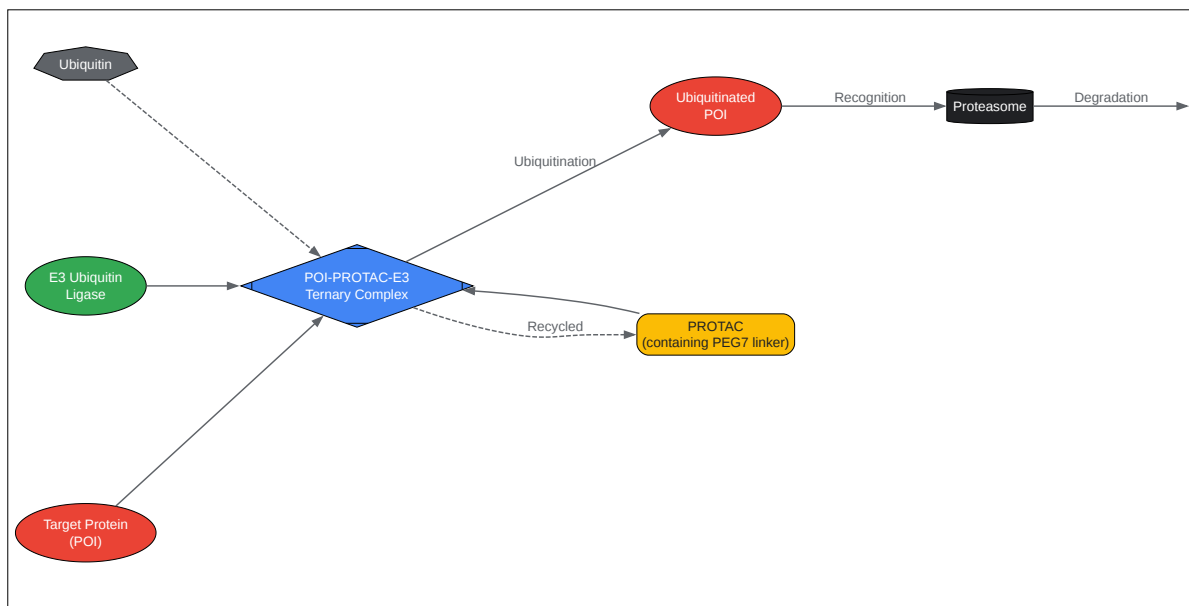 Ubiquitin
Ubiquitinated
POI
Recognition
Proteasome
Degradation
Ubiquitination
E3 Ubiquitin
Ligase
POI-PROTAC-E3
Ternary Complex
Recycled
PROTAC
(containing PEG7 linker)
Target Protein
(POI)